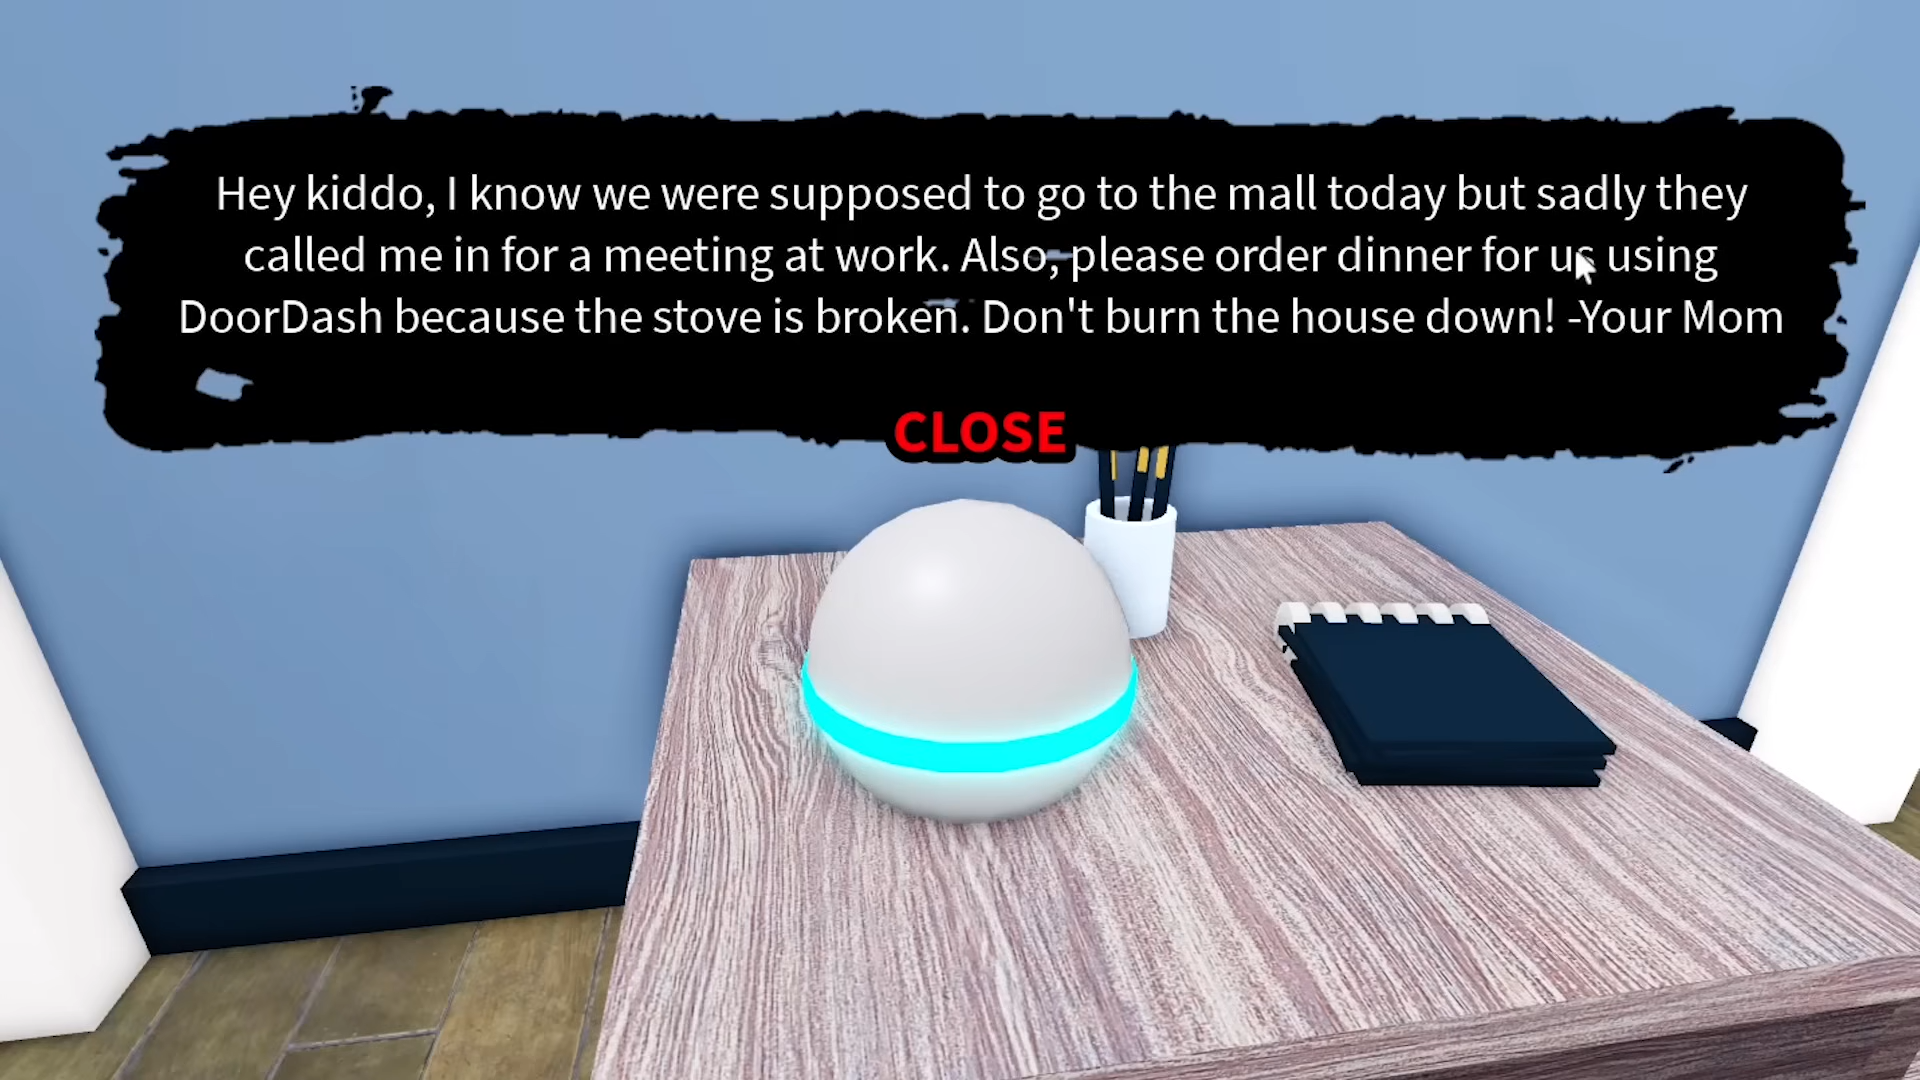 Hey kiddo, I know we were supposed to go to the mall today but sadly they
called me in for a meeting at work. Also, please order dinner for us using
DoorDash because the stove is broken. Don't burn the house down! -Your Mom
CLOSE